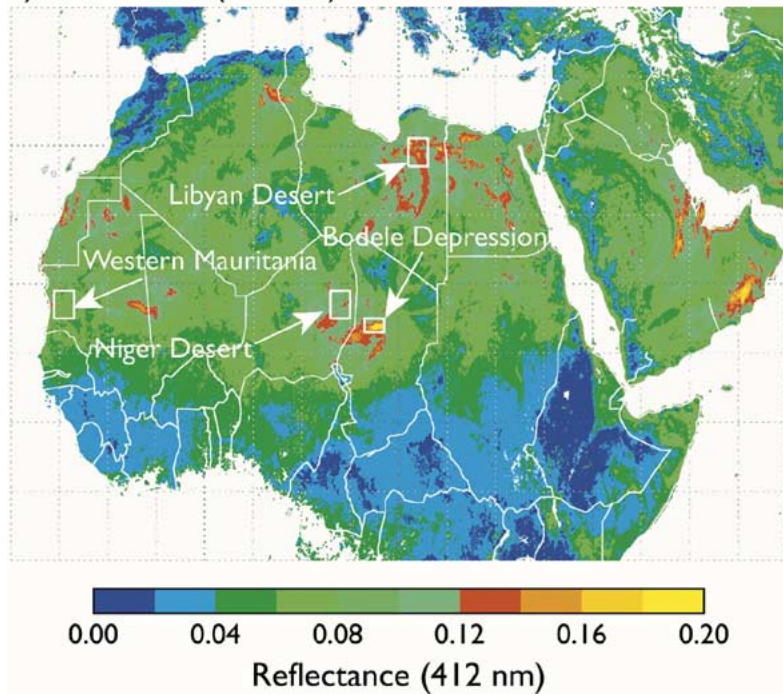 Libyan Desert
Bodele Depression
Western Mauritania
Niger Desert
0.00 0.04 0.08 0.12 0.16 0.20
Reflectance (412 nm)